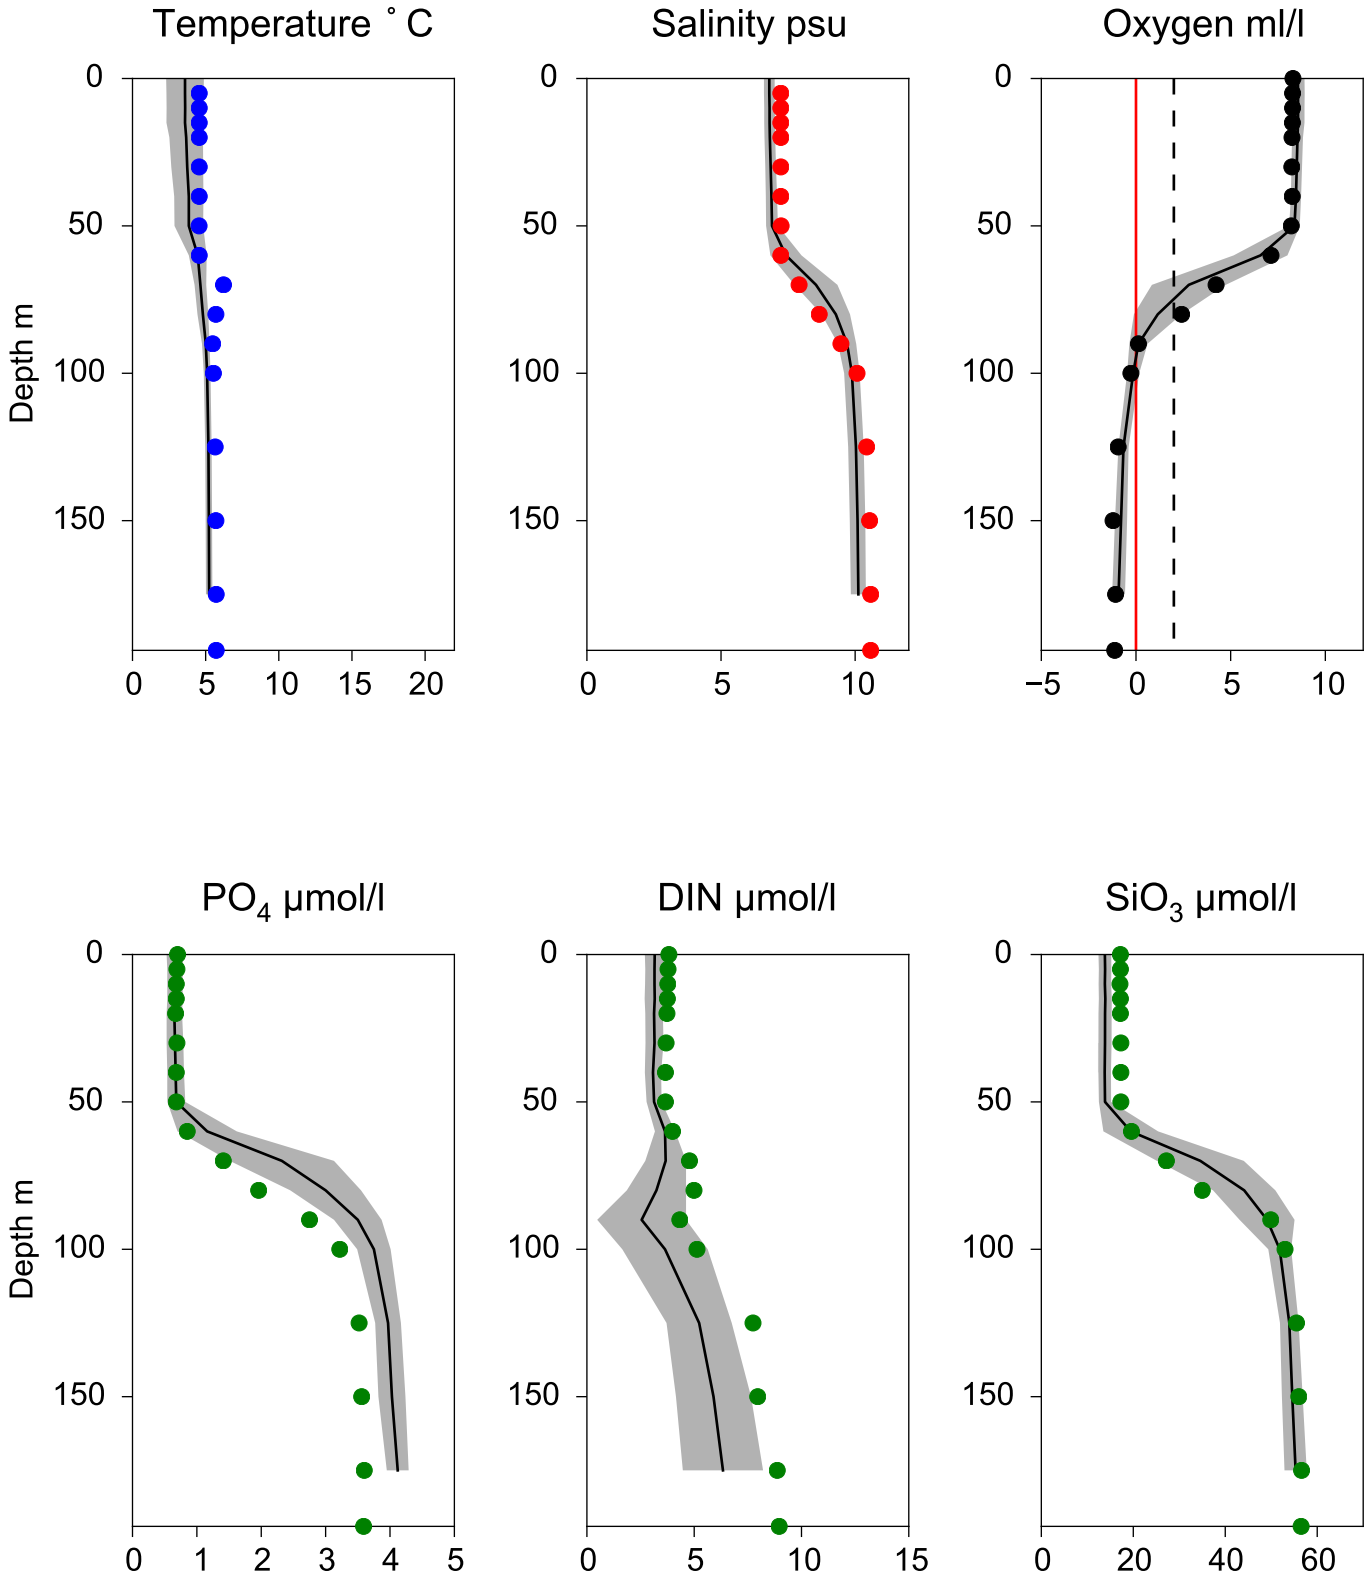 Temperature ˚ C
Salinity psu
Oxygen ml/l
0
50
100
150
Depth m
0 5 10 15 20
0
50
100
150
0 5 10
0
50
100
150
−5 0 5 10
PO4 µmol/l
DIN µmol/l
SiO3 µmol/l
0
50
100
150
Depth m
0 1 2 3 4 5
0
50
100
150
0 5 10 15
0
50
100
150
0 20 40 60